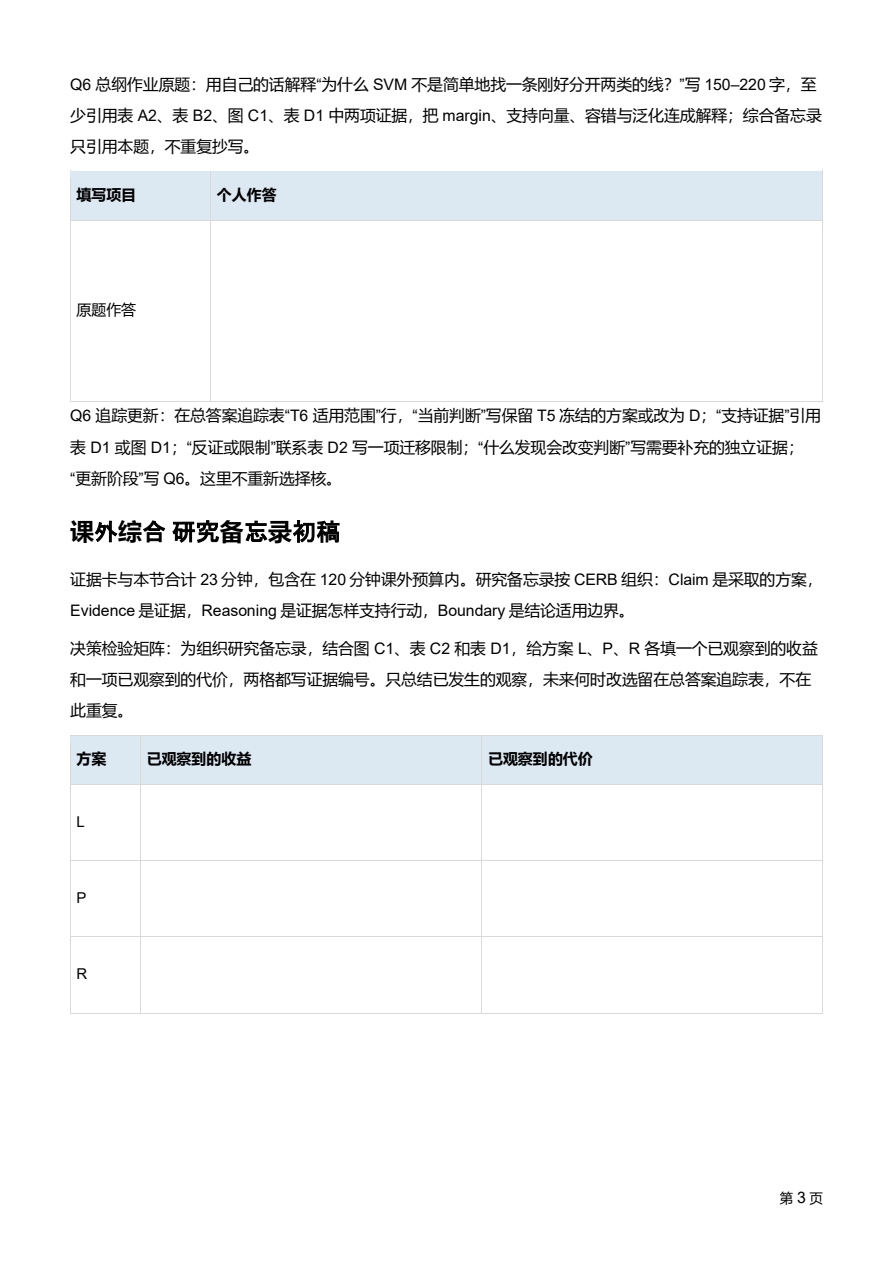 Q6 总纲作业原题：用自己的话解释“为什么 SVM 不是简单地找一条刚好分开两类的线？”写 150–220 字，至
少引用表 A2、表 B2、图 C1、表 D1 中两项证据，把 margin、支持向量、容错与泛化连成解释；综合备忘录
只引用本题，不重复抄写。
填写项目 个人作答
原题作答
Q6 追踪更新：在总答案追踪表“T6 适用范围”行，“当前判断”写保留 T5 冻结的方案或改为 D；“支持证据”引用
表 D1 或图 D1；“反证或限制”联系表 D2 写一项迁移限制；“什么发现会改变判断”写需要补充的独立证据；
“更新阶段”写 Q6。这里不重新选择核。
课外综合 研究备忘录初稿
证据卡与本节合计 23 分钟，包含在 120 分钟课外预算内。研究备忘录按 CERB 组织：Claim 是采取的方案，
Evidence 是证据，Reasoning 是证据怎样支持行动，Boundary 是结论适用边界。
决策检验矩阵：为组织研究备忘录，结合图 C1、表 C2 和表 D1，给方案 L、P、R 各填一个已观察到的收益
和一项已观察到的代价，两格都写证据编号。只总结已发生的观察，未来何时改选留在总答案追踪表，不在
此重复。
方案 已观察到的收益 已观察到的代价
L
P
R
第 3 页